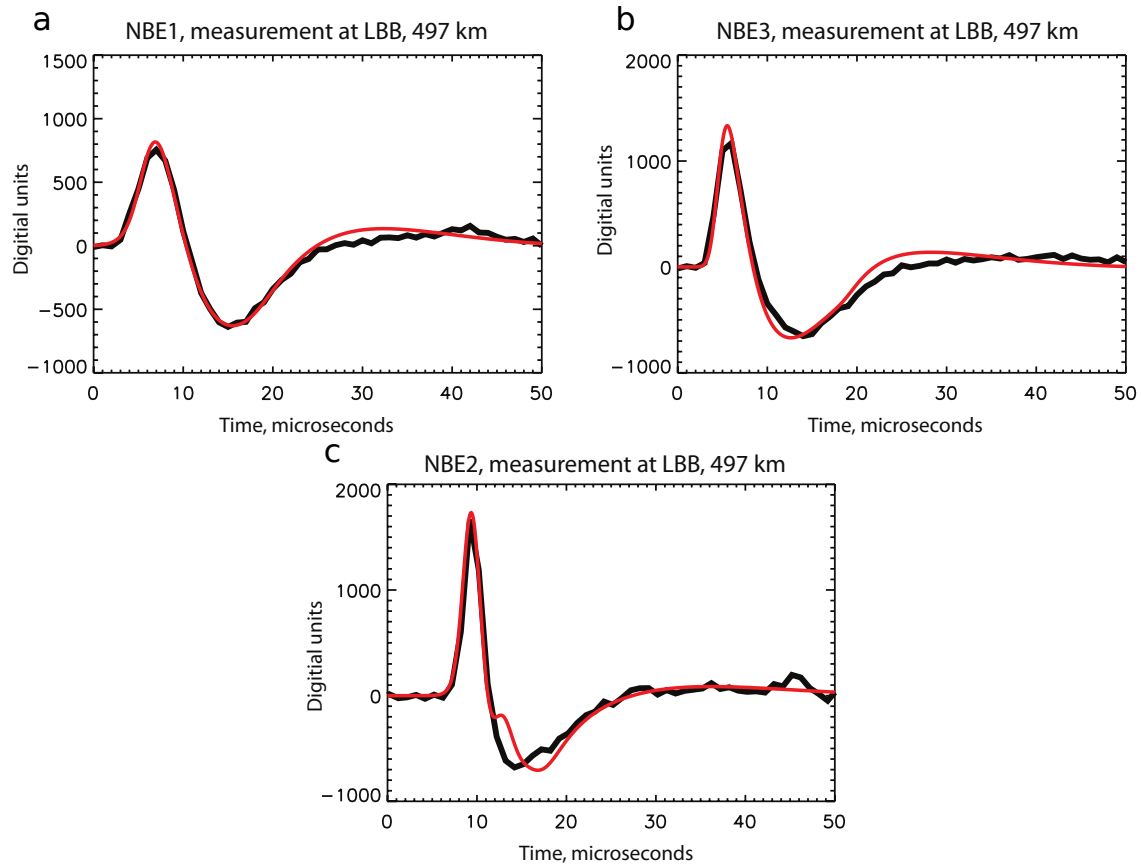 a
NBE1, measurement at LBB, 497 km
1500
1000
500
0
−500
−1000
Digitial units
0 10 20 30 40 50
Time, microseconds
b
NBE3, measurement at LBB, 497 km
2000
1000
0
−1000
Digitial units
0 10 20 30 40 50
Time, microseconds
c
NBE2, measurement at LBB, 497 km
2000
1000
0
−1000
Digitial units
0 10 20 30 40 50
Time, microseconds